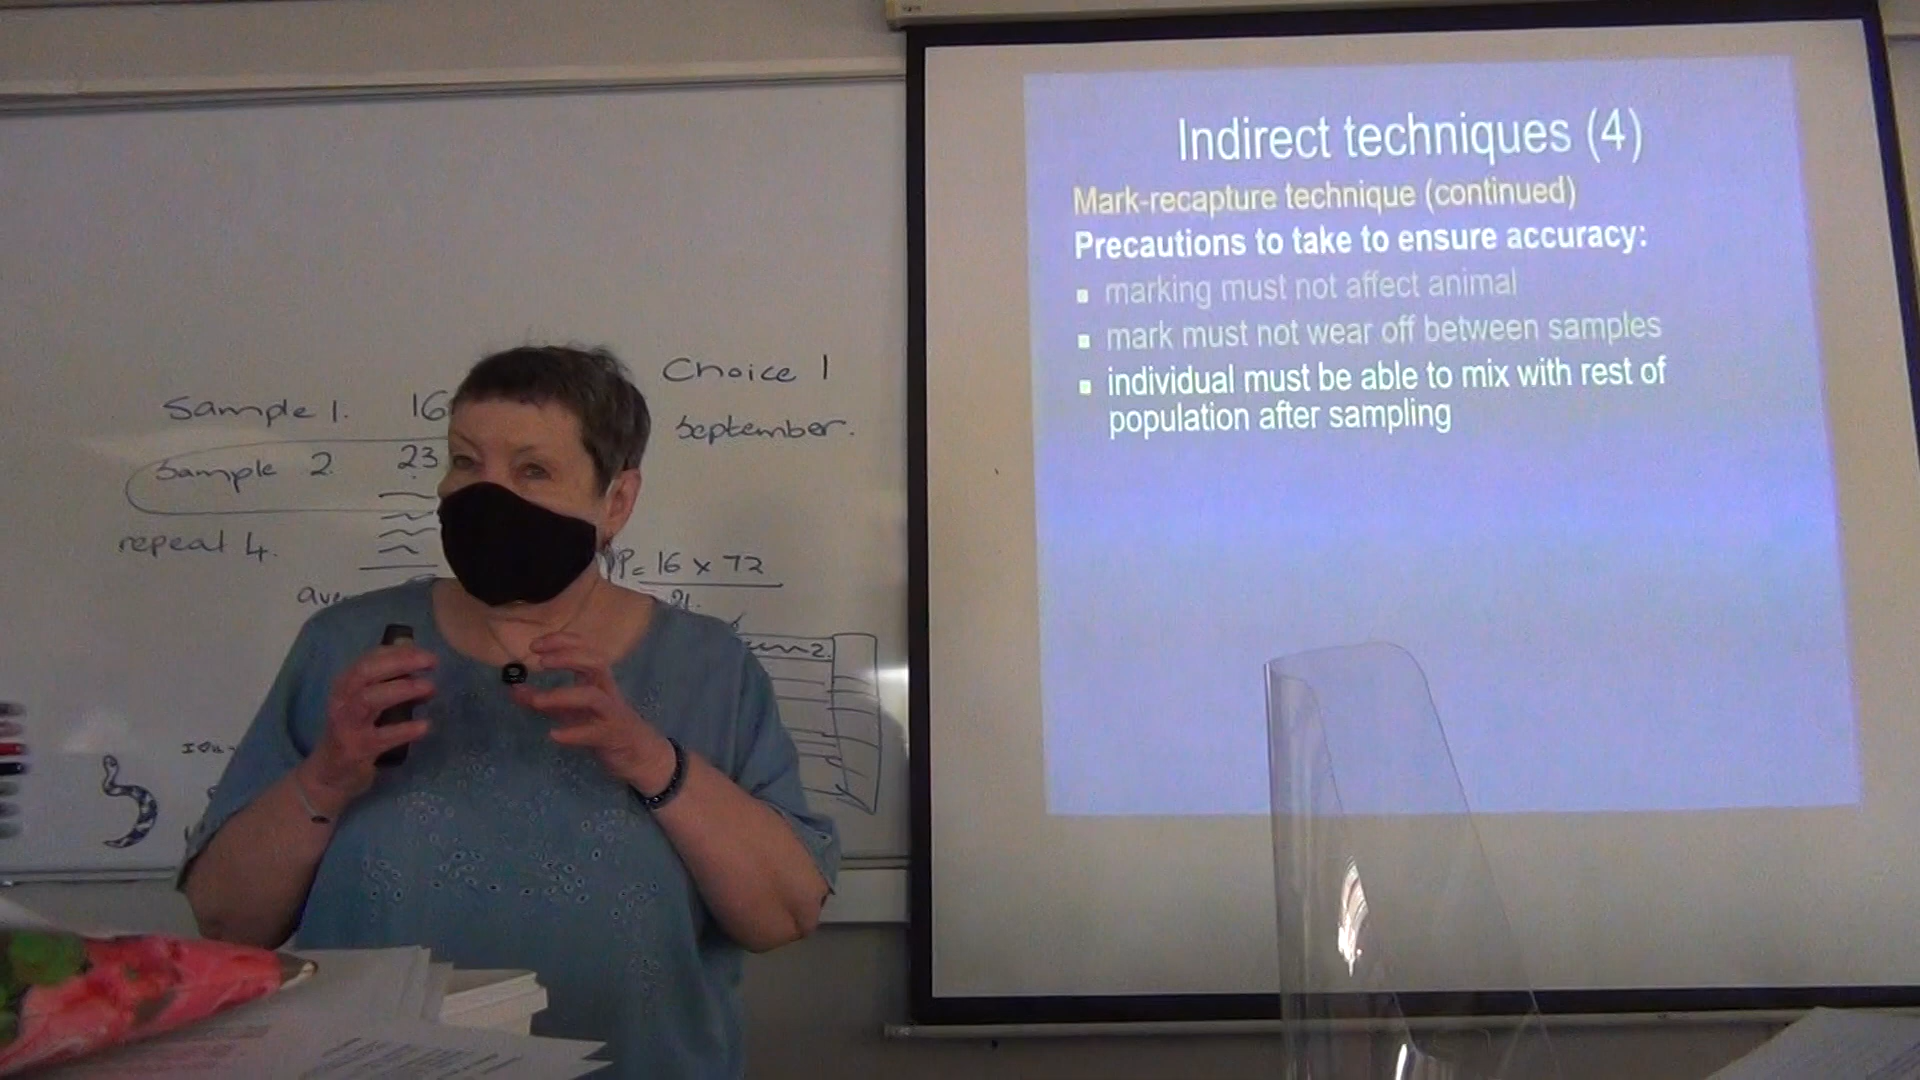 Indirect techniques (4)
Mark-recapture technique (continued)
Precautions to take to ensure accuracy:
▪ marking must not affect animal
▪ mark must not wear off between samples
▪ individual must be able to mix with rest of
population after sampling
Sample 1. 16
Sample 2 23
repeat 4.
Choice 1
September.
P= 16 x 72
2.